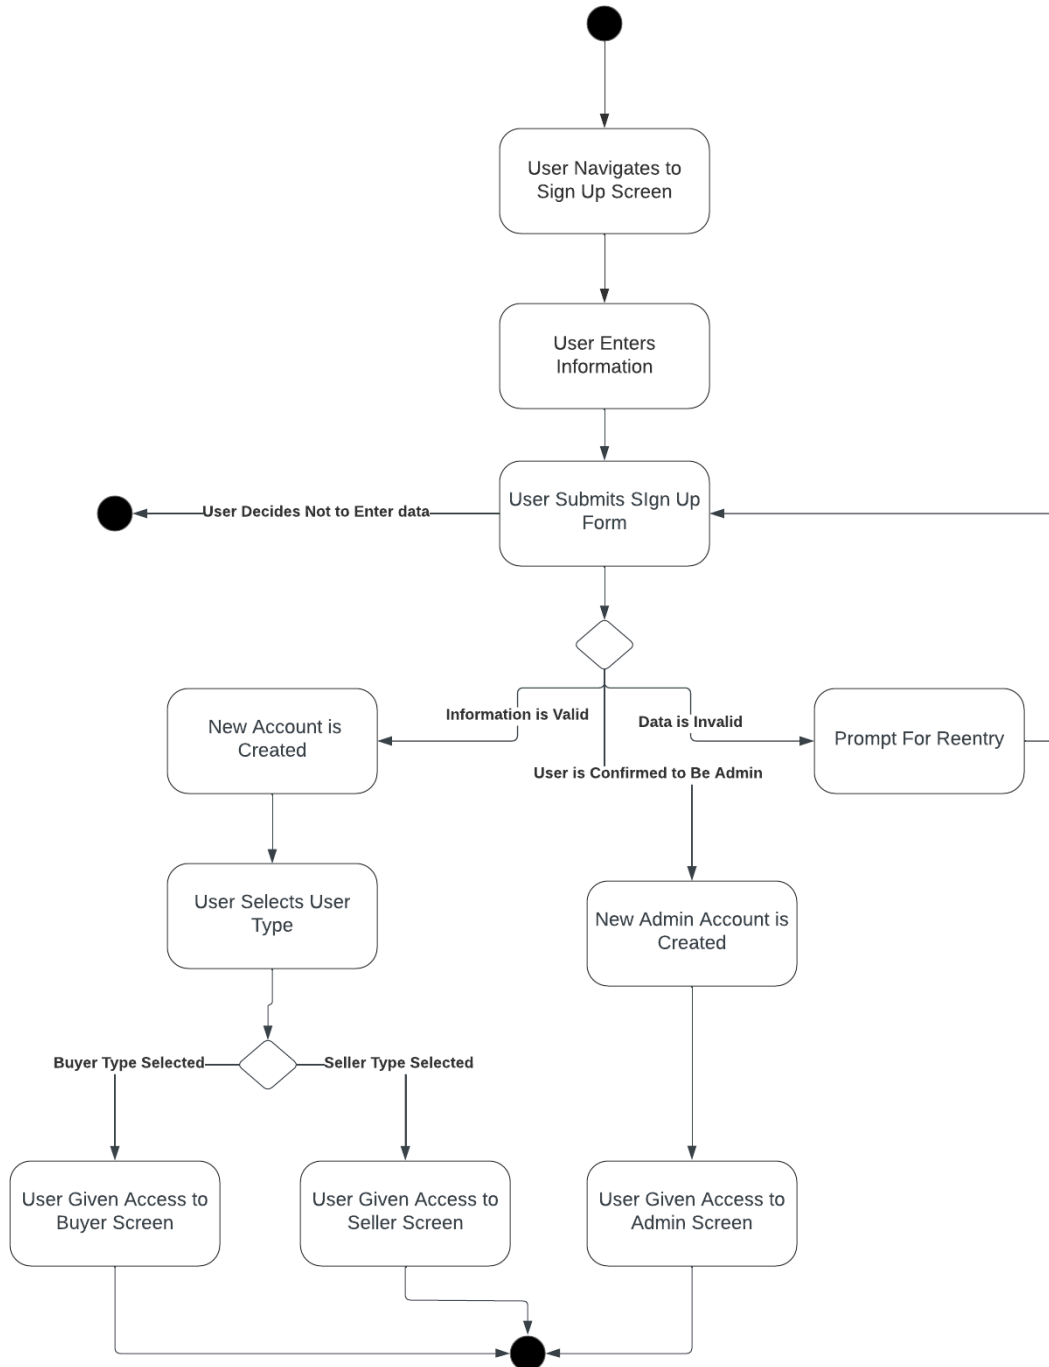 User Navigates to
Sign Up Screen
User Enters
Information
User Submits SIgn Up
Form
User Decides Not to Enter data
Information is Valid
Data is Invalid
User is Confirmed to Be Admin
New Account is
Created
Prompt For Reentry
User Selects User
Type
New Admin Account is
Created
Buyer Type Selected
Seller Type Selected
User Given Access to
Buyer Screen
User Given Access to
Seller Screen
User Given Access to
Admin Screen